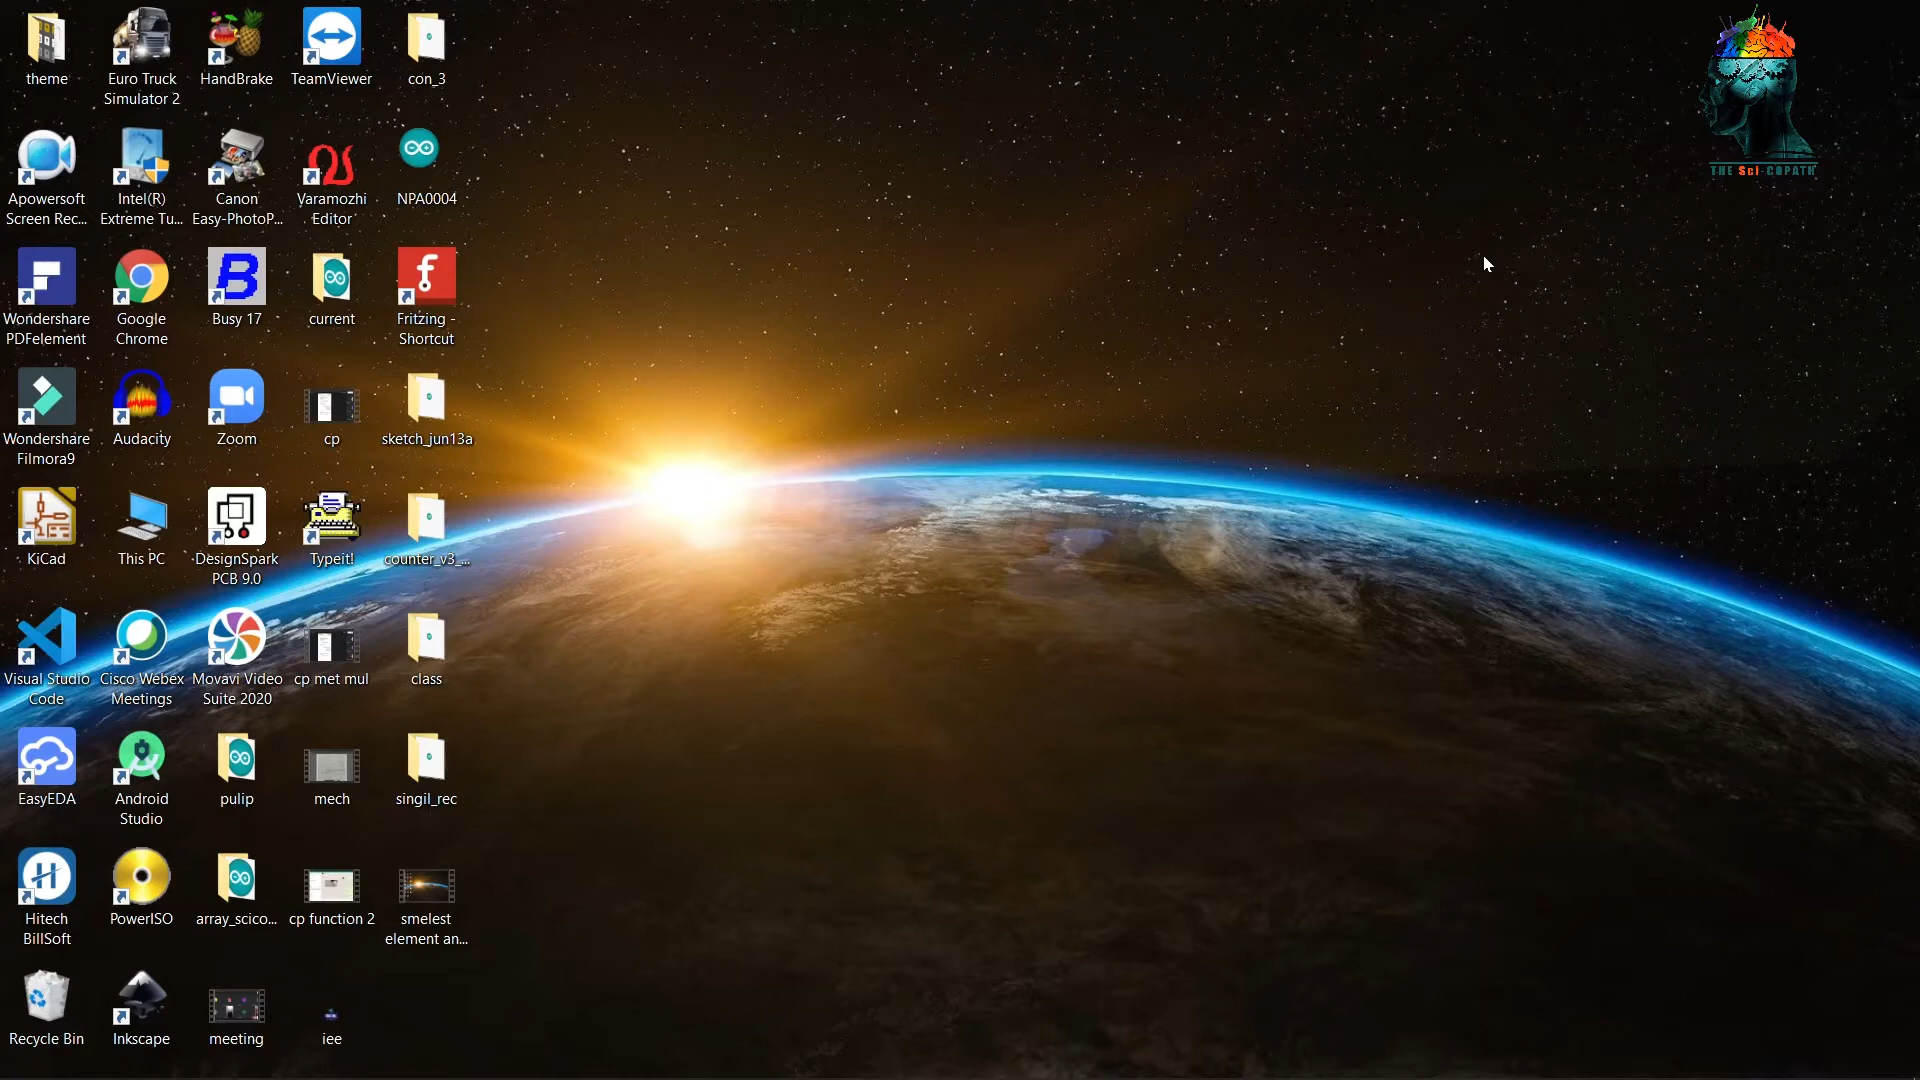 theme
Euro Truck
Simulator 2
HandBrake
TeamViewer
con_3
Apowersoft
Screen Rec...
Intel(R)
Extreme Tu...
Canon
Easy-PhotoP...
Varamozhi
Editor
NPA0004
Wondershare
PDFelement
Google
Chrome
Busy 17
current
Fritzing -
Shortcut
Wondershare
Filmora9
Audacity
Zoom
cp
sketch_jun13a
KiCad
This PC
DesignSpark
PCB 9.0
Typeit!
counter_v3_...
Visual Studio
Code
Cisco Webex
Meetings
Movavi Video
Suite 2020
cp met mul
class
EasyEDA
Android
Studio
pulip
mech
singil_rec
Hitech
BillSoft
PowerISO
array_scico...
cp function 2
smelest
element an...
Recycle Bin
Inkscape
meeting
iee
THE Sci-COPATH